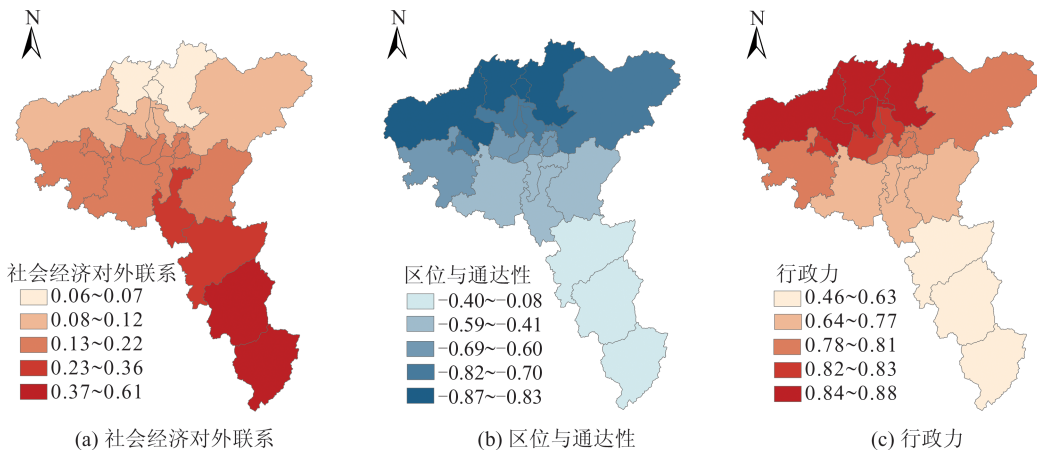 N
社会经济对外联系
0.06~0.07
0.08~0.12
0.13~0.22
0.23~0.36
0.37~0.61
(a) 社会经济对外联系
N
区位与通达性
−0.40~−0.08
−0.59~−0.41
−0.69~−0.60
−0.82~−0.70
−0.87~−0.83
(b) 区位与通达性
N
行政力
0.46~0.63
0.64~0.77
0.78~0.81
0.82~0.83
0.84~0.88
(c) 行政力